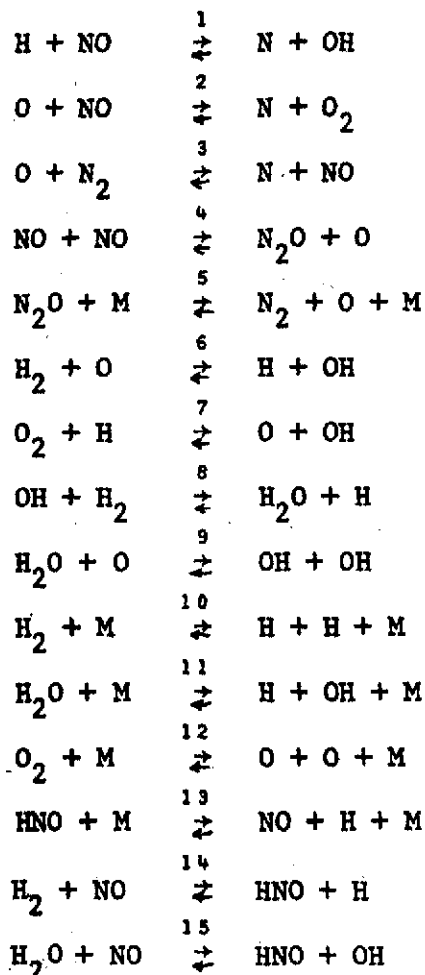 H + NO ⇄ (1) N + OH
O + NO ⇄ (2) N + O₂
O + N₂ ⇄ (3) N + NO
NO + NO ⇄ (4) N₂O + O
N₂O + M ⇄ (5) N₂ + O + M
H₂ + O ⇄ (6) H + OH
O₂ + H ⇄ (7) O + OH
OH + H₂ ⇄ (8) H₂O + H
H₂O + O ⇄ (9) OH + OH
H₂ + M ⇄ (10) H + H + M
H₂O + M ⇄ (11) H + OH + M
O₂ + M ⇄ (12) O + O + M
HNO + M ⇄ (13) NO + H + M
H₂ + NO ⇄ (14) HNO + H
H₂O + NO ⇄ (15) HNO + OH